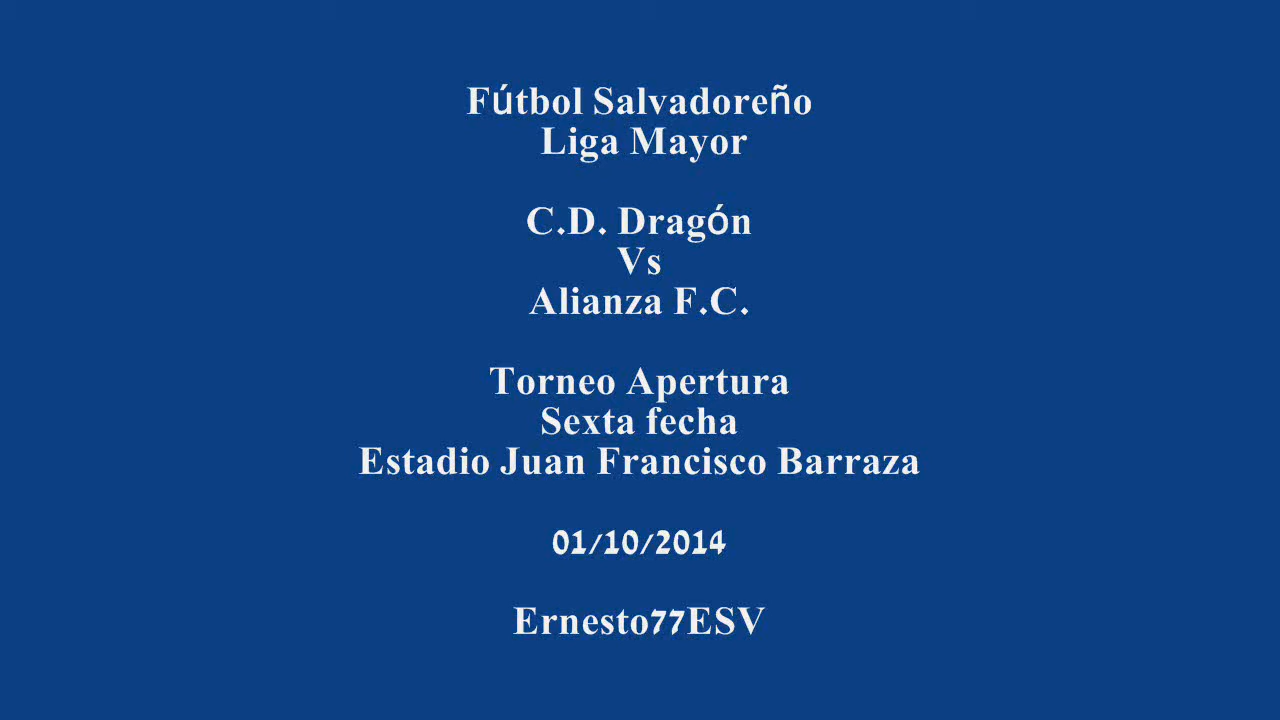 Fútbol Salvadoreño
Liga Mayor
C.D. Dragón
Vs
Alianza F.C.
Torneo Apertura
Sexta fecha
Estadio Juan Francisco Barraza
01/10/2014
Ernesto77ESV